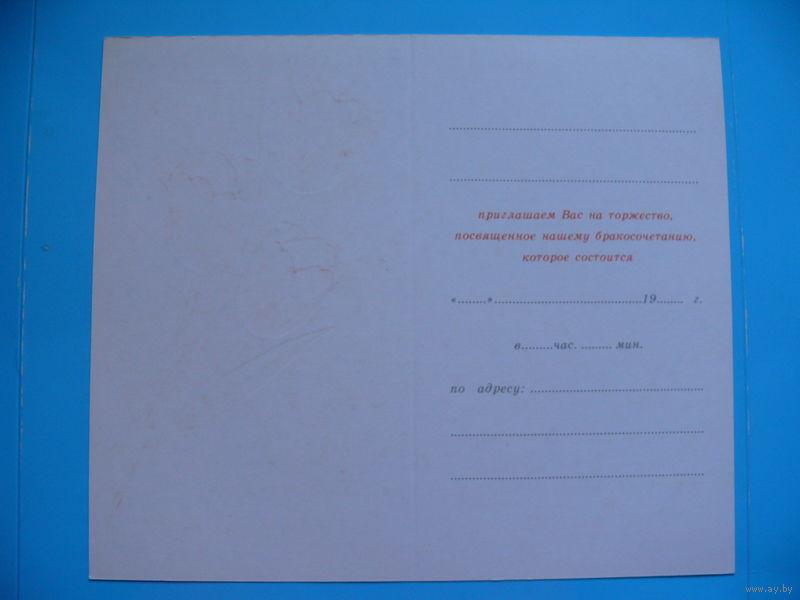 приглашаем Вас на торжество,
посвященное нашему бракосочетанию,
которое состоится
«........»..........................................19........ г.
в.........час. ......... мин.
по адресу: ................................................
www.ay.by